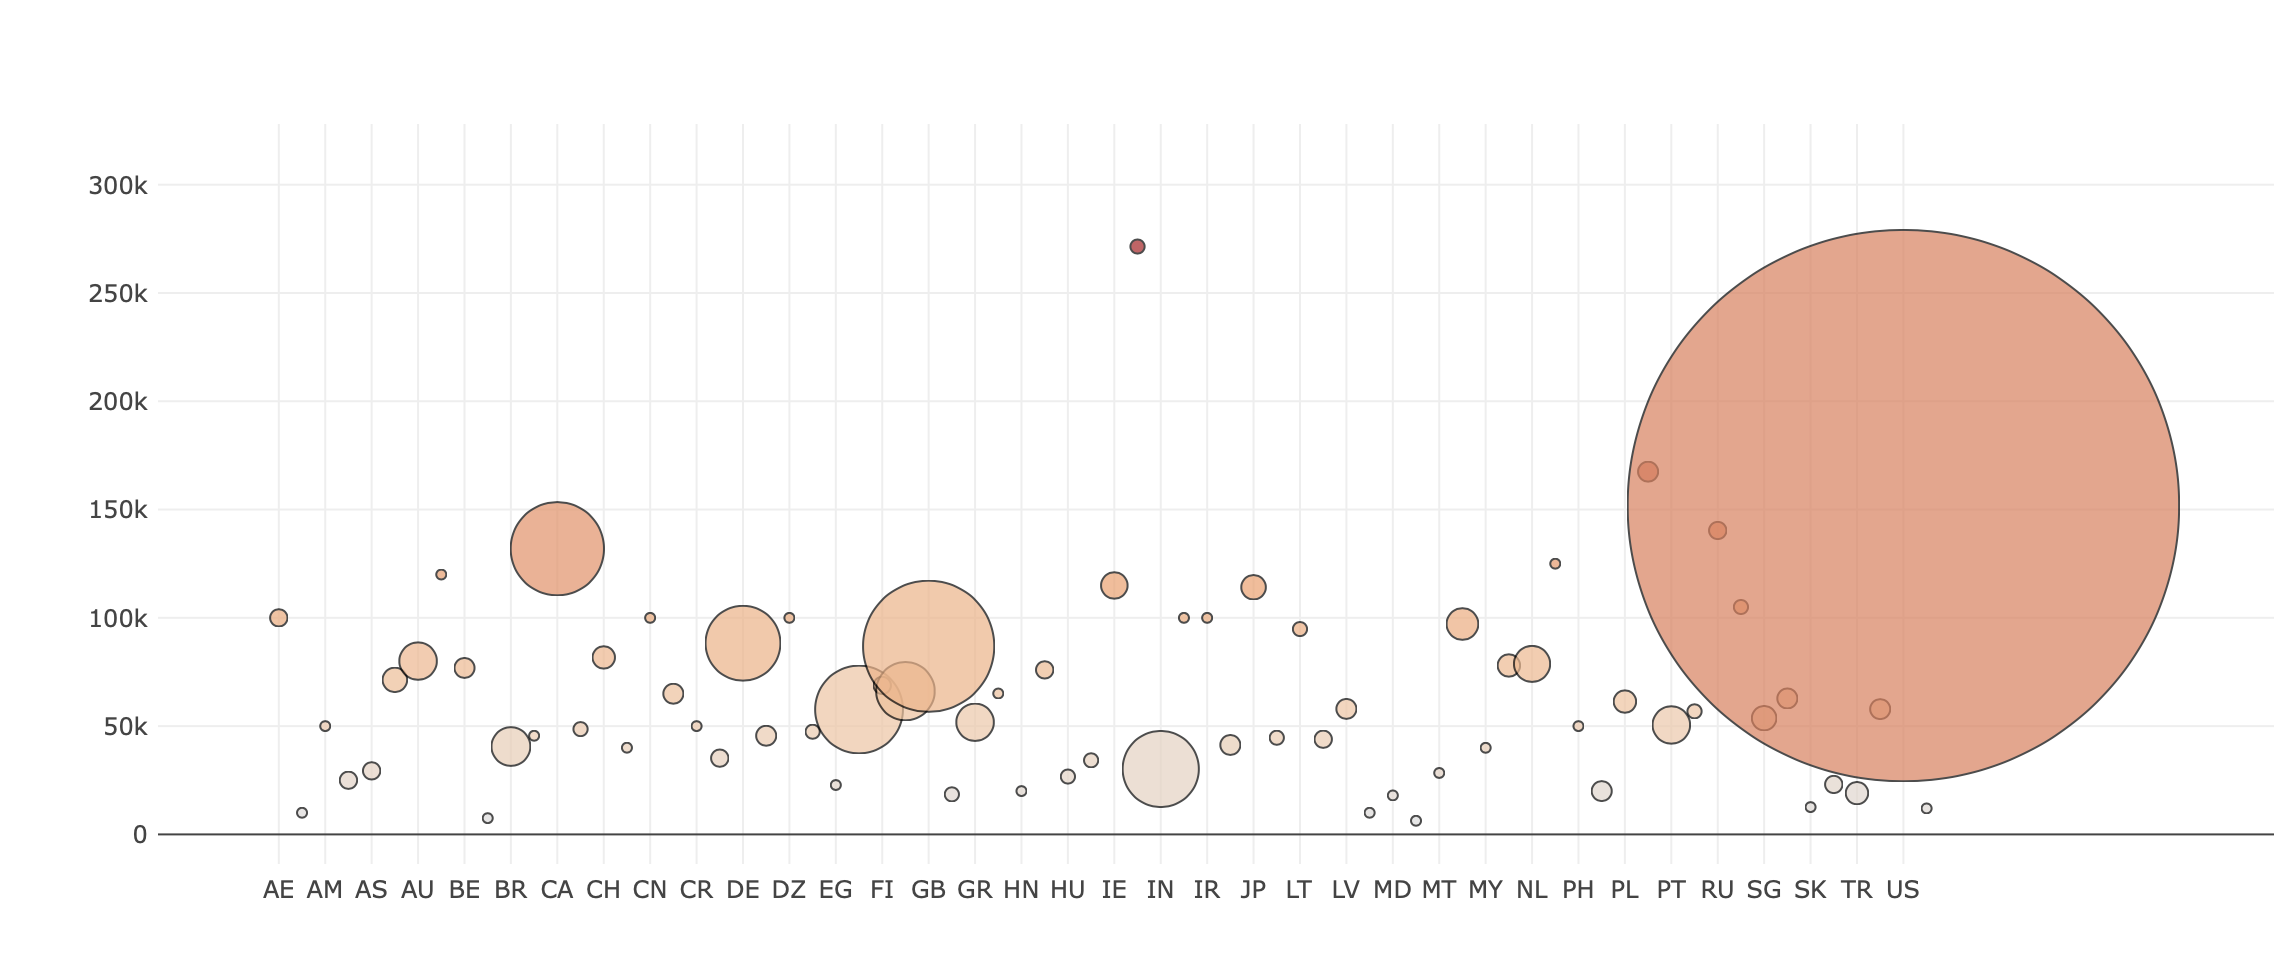 300k
250k
200k
150k
100k
50k
0
AE AM AS AU BE BR CA CH CN CR DE DZ EG FI GB GR HN HU IE IN IR JP LT LV MD MT MY NL PH PL PT RU SG SK TR US